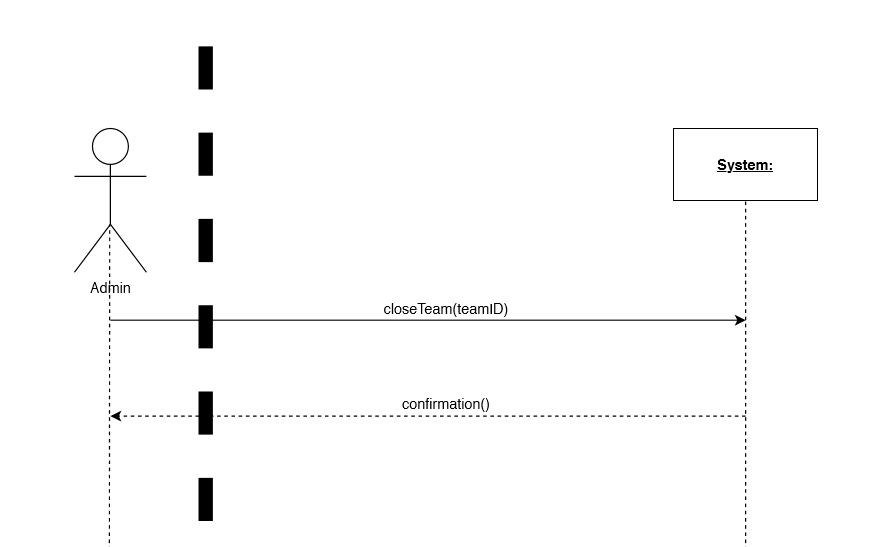 System:
Admin
closeTeam(teamID)
confirmation()